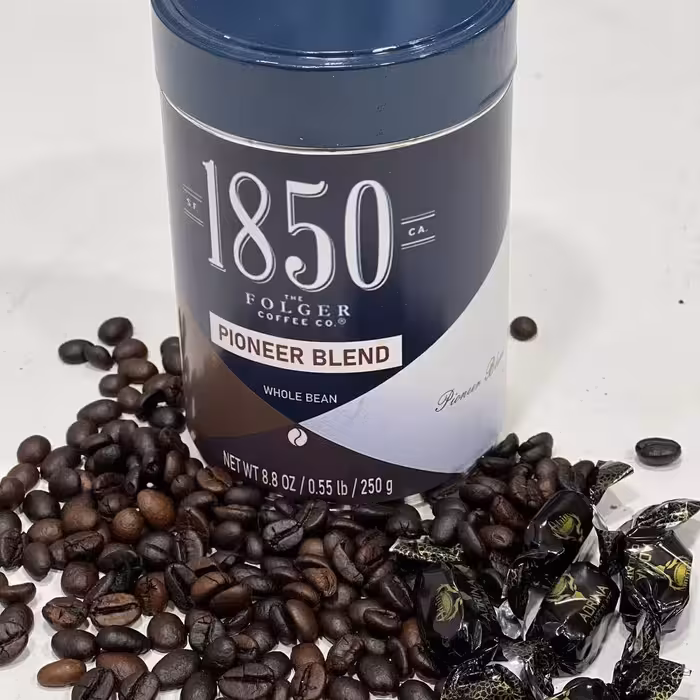 1850
S.F.
CA.
THE
FOLGER
COFFEE CO.®
PIONEER BLEND
WHOLE BEAN
Pioneer
NET WT 8.8 OZ / 0.55 lb / 250 g